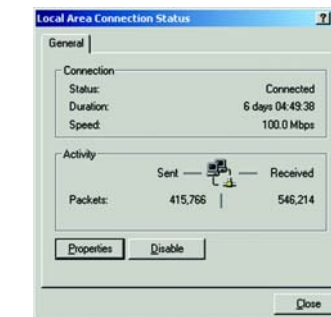 Local Area Connection Status ?
General
Connection
Status: Connected
Duration: 6 days 04:49:38
Speed: 100.0 Mbps
Activity
Sent — — Received
Packets: 415,766 | 546,214
Properties Disable
Close